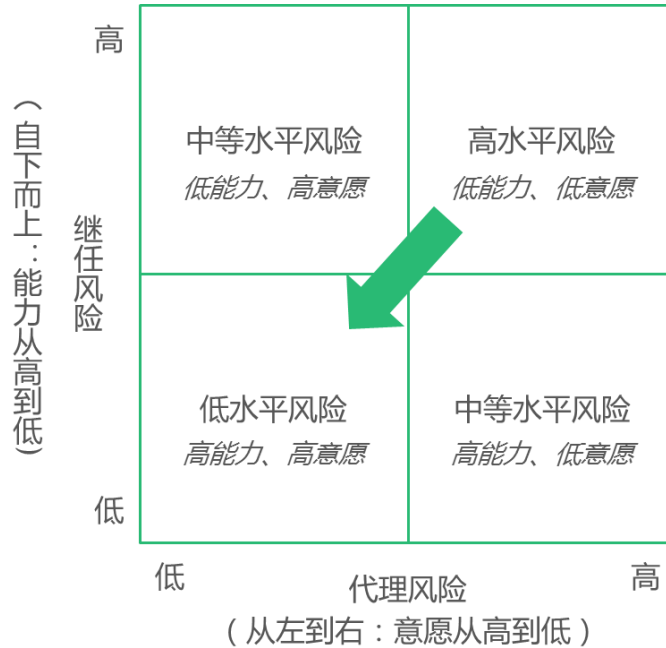 高
（自下而上：能力从高到低）
继任风险
中等水平风险
低能力、高意愿
高水平风险
低能力、低意愿
低水平风险
高能力、高意愿
中等水平风险
高能力、低意愿
低
低
代理风险
高
（从左到右：意愿从高到低）